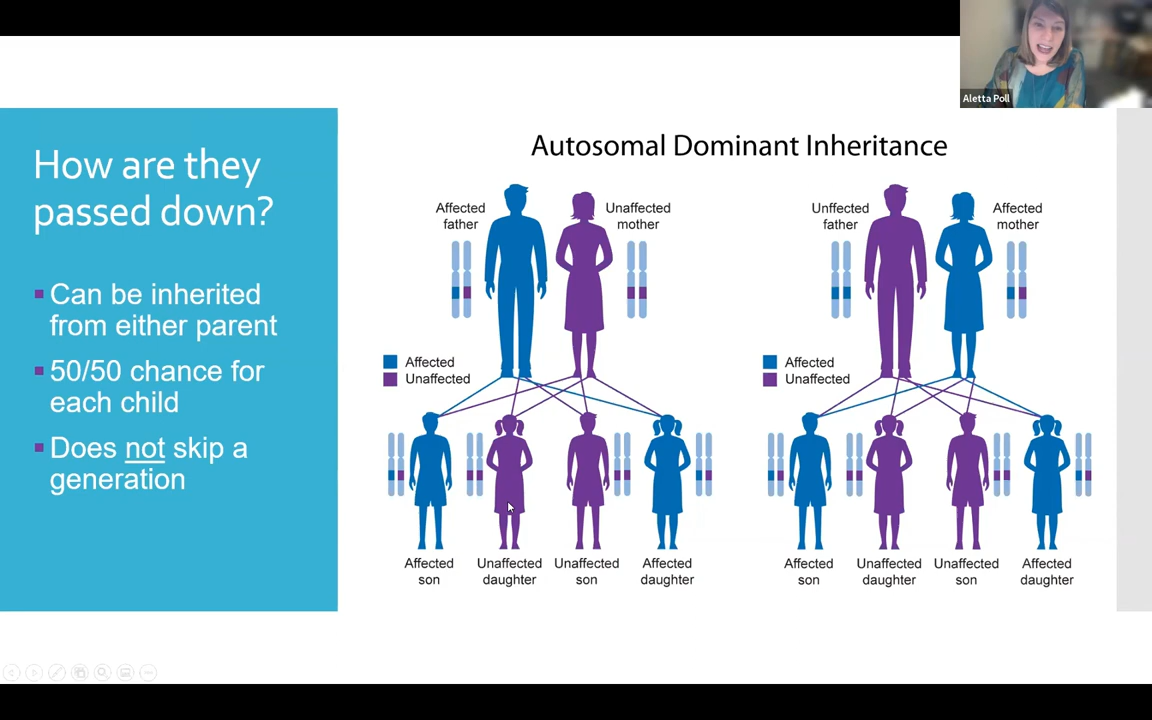 Aletta Poll
How are they
passed down?
Can be inherited
from either parent
50/50 chance for
each child
Does not skip a
generation
Autosomal Dominant Inheritance
Affected
father
Unaffected
mother
Affected
Unaffected
Affected
son
Unaffected
daughter
Unaffected
son
Affected
daughter
Unffected
father
Affected
mother
Affected
Unaffected
Affected
son
Unaffected
daughter
Unaffected
son
Affected
daughter